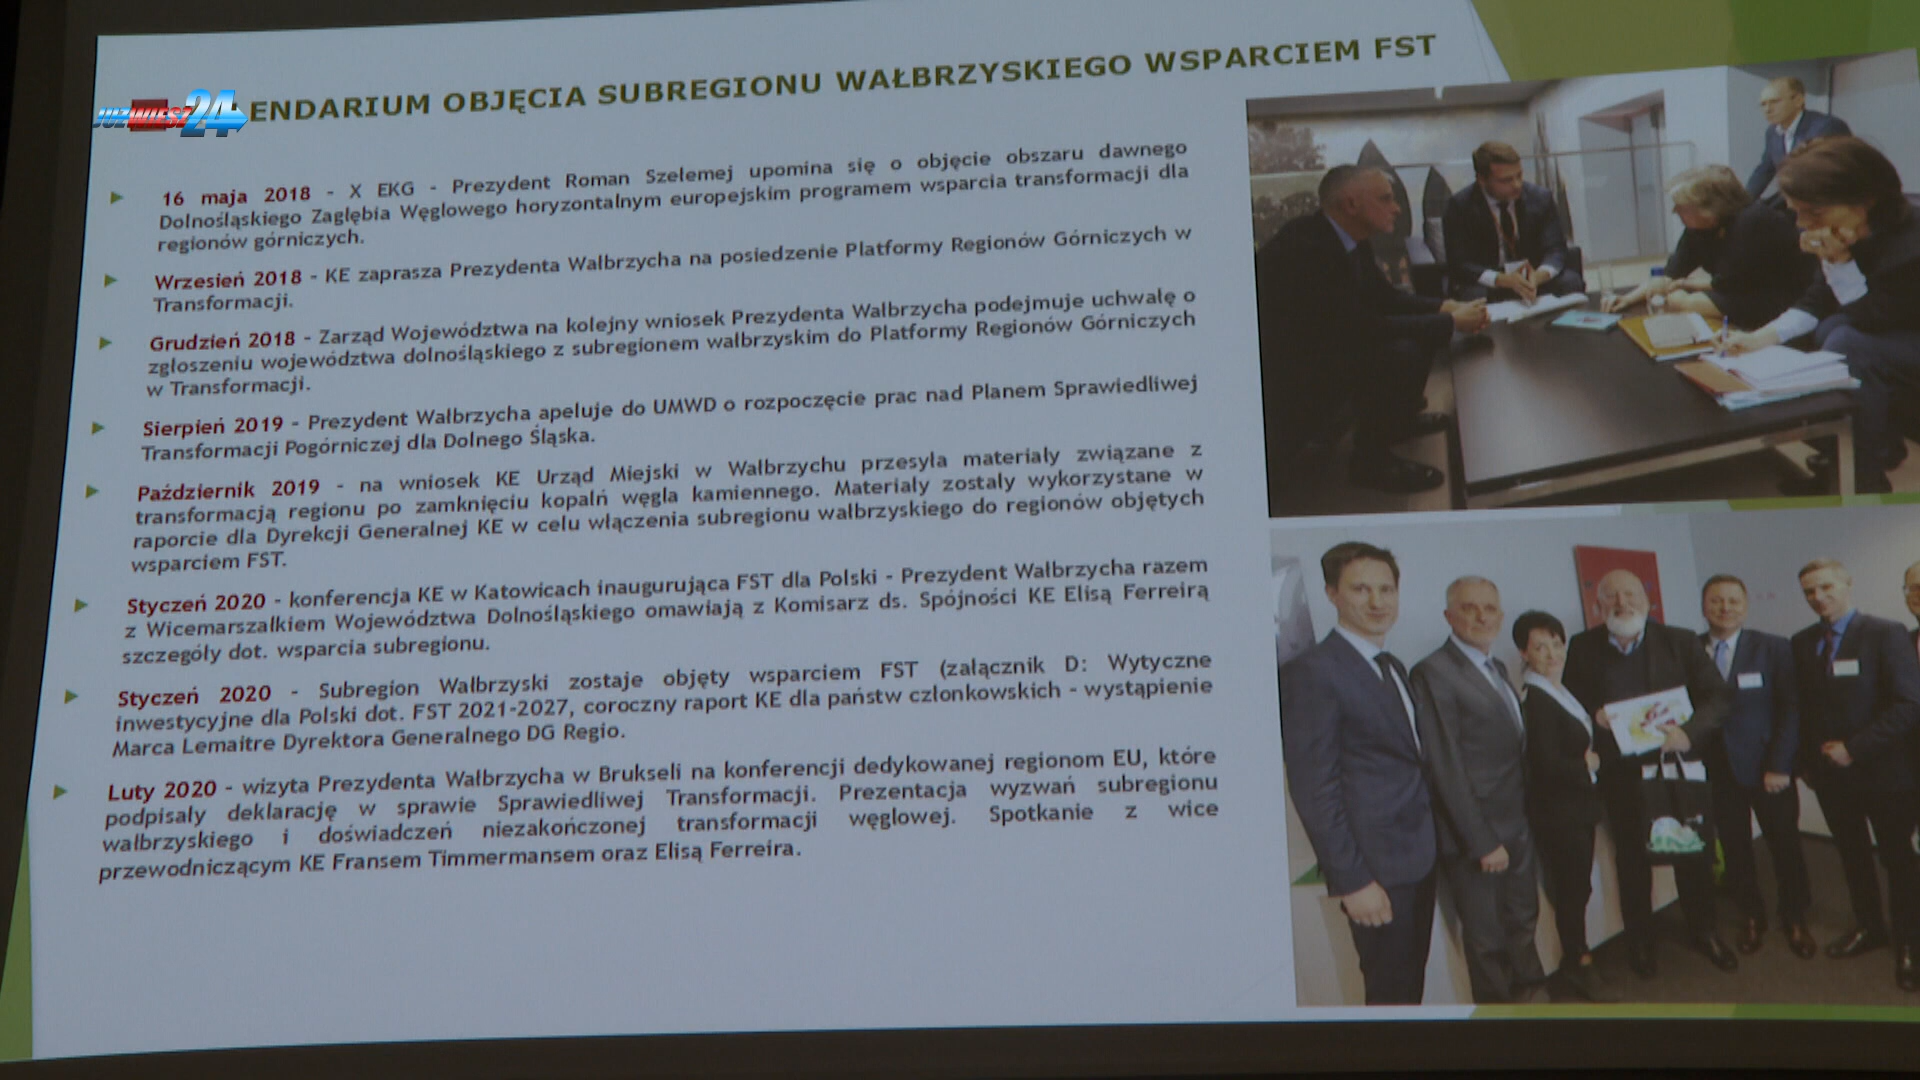 JUŻ WIESZ 24
ENDARIUM OBJĘCIA SUBREGIONU WAŁBRZYSKIEGO WSPARCIEM FST
16 maja 2018 - X EKG - Prezydent Roman Szełemej upomina się o objęcie obszaru dawnego
Dolnośląskiego Zagłębia Węglowego horyzontalnym europejskim programem wsparcia transformacji dla
regionów górniczych.
Wrzesień 2018 - KE zaprasza Prezydenta Wałbrzycha na posiedzenie Platformy Regionów Górniczych w
Transformacji.
Grudzień 2018 - Zarząd Województwa na kolejny wniosek Prezydenta Wałbrzycha podejmuje uchwałę o
zgłoszeniu województwa dolnośląskiego z subregionem wałbrzyskim do Platformy Regionów Górniczych
w Transformacji.
Sierpień 2019 - Prezydent Wałbrzycha apeluje do UMWD o rozpoczęcie prac nad Planem Sprawiedliwej
Transformacji Pogórniczej dla Dolnego Śląska.
Październik 2019 - na wniosek KE Urząd Miejski w Wałbrzychu przesyła materiały związane z
transformacją regionu po zamknięciu kopalń węgla kamiennego. Materiały zostały wykorzystane w
raporcie dla Dyrekcji Generalnej KE w celu włączenia subregionu wałbrzyskiego do regionów objętych
wsparciem FST.
Styczeń 2020 - konferencja KE w Katowicach inaugurująca FST dla Polski - Prezydent Wałbrzycha razem
z Wicemarszałkiem Województwa Dolnośląskiego omawiają z Komisarz ds. Spójności KE Elisą Ferreirą
szczegóły dot. wsparcia subregionu.
Styczeń 2020 - Subregion Wałbrzyski zostaje objęty wsparciem FST (załącznik D: Wytyczne
inwestycyjne dla Polski dot. FST 2021-2027, coroczny raport KE dla państw członkowskich - wystąpienie
Marca Lemaitre Dyrektora Generalnego DG Regio.
Luty 2020 - wizyta Prezydenta Wałbrzycha w Brukseli na konferencji dedykowanej regionom EU, które
podpisały deklarację w sprawie Sprawiedliwej Transformacji. Prezentacja wyzwań subregionu
wałbrzyskiego i doświadczeń niezakończonej transformacji węglowej. Spotkanie z wice
przewodniczącym KE Fransem Timmermansem oraz Elisą Ferreira.